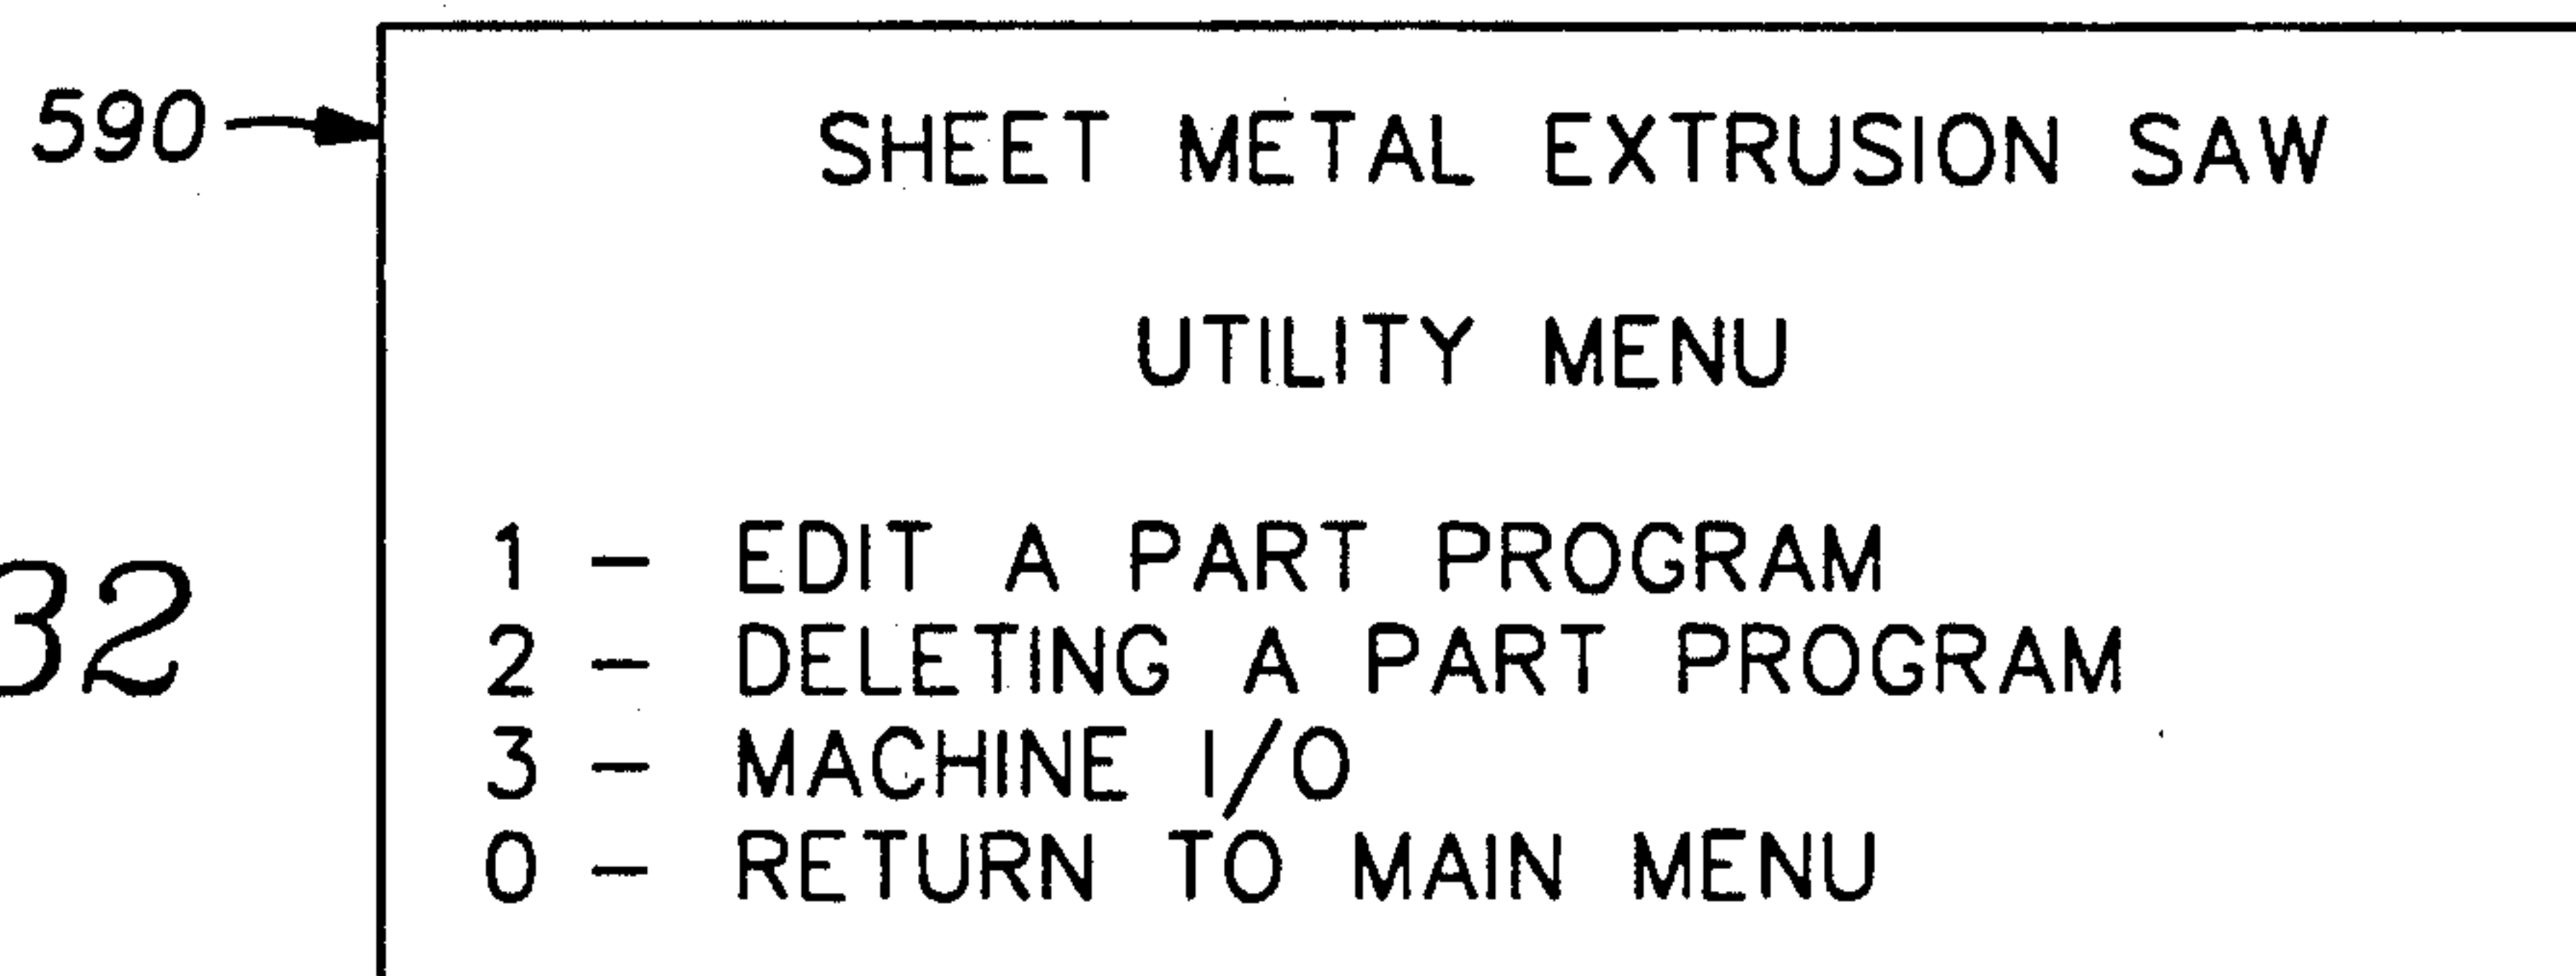 590
SHEET METAL EXTRUSION SAW
UTILITY MENU
32
1 – EDIT A PART PROGRAM
2 – DELETING A PART PROGRAM
3 – MACHINE I/O
0 – RETURN TO MAIN MENU